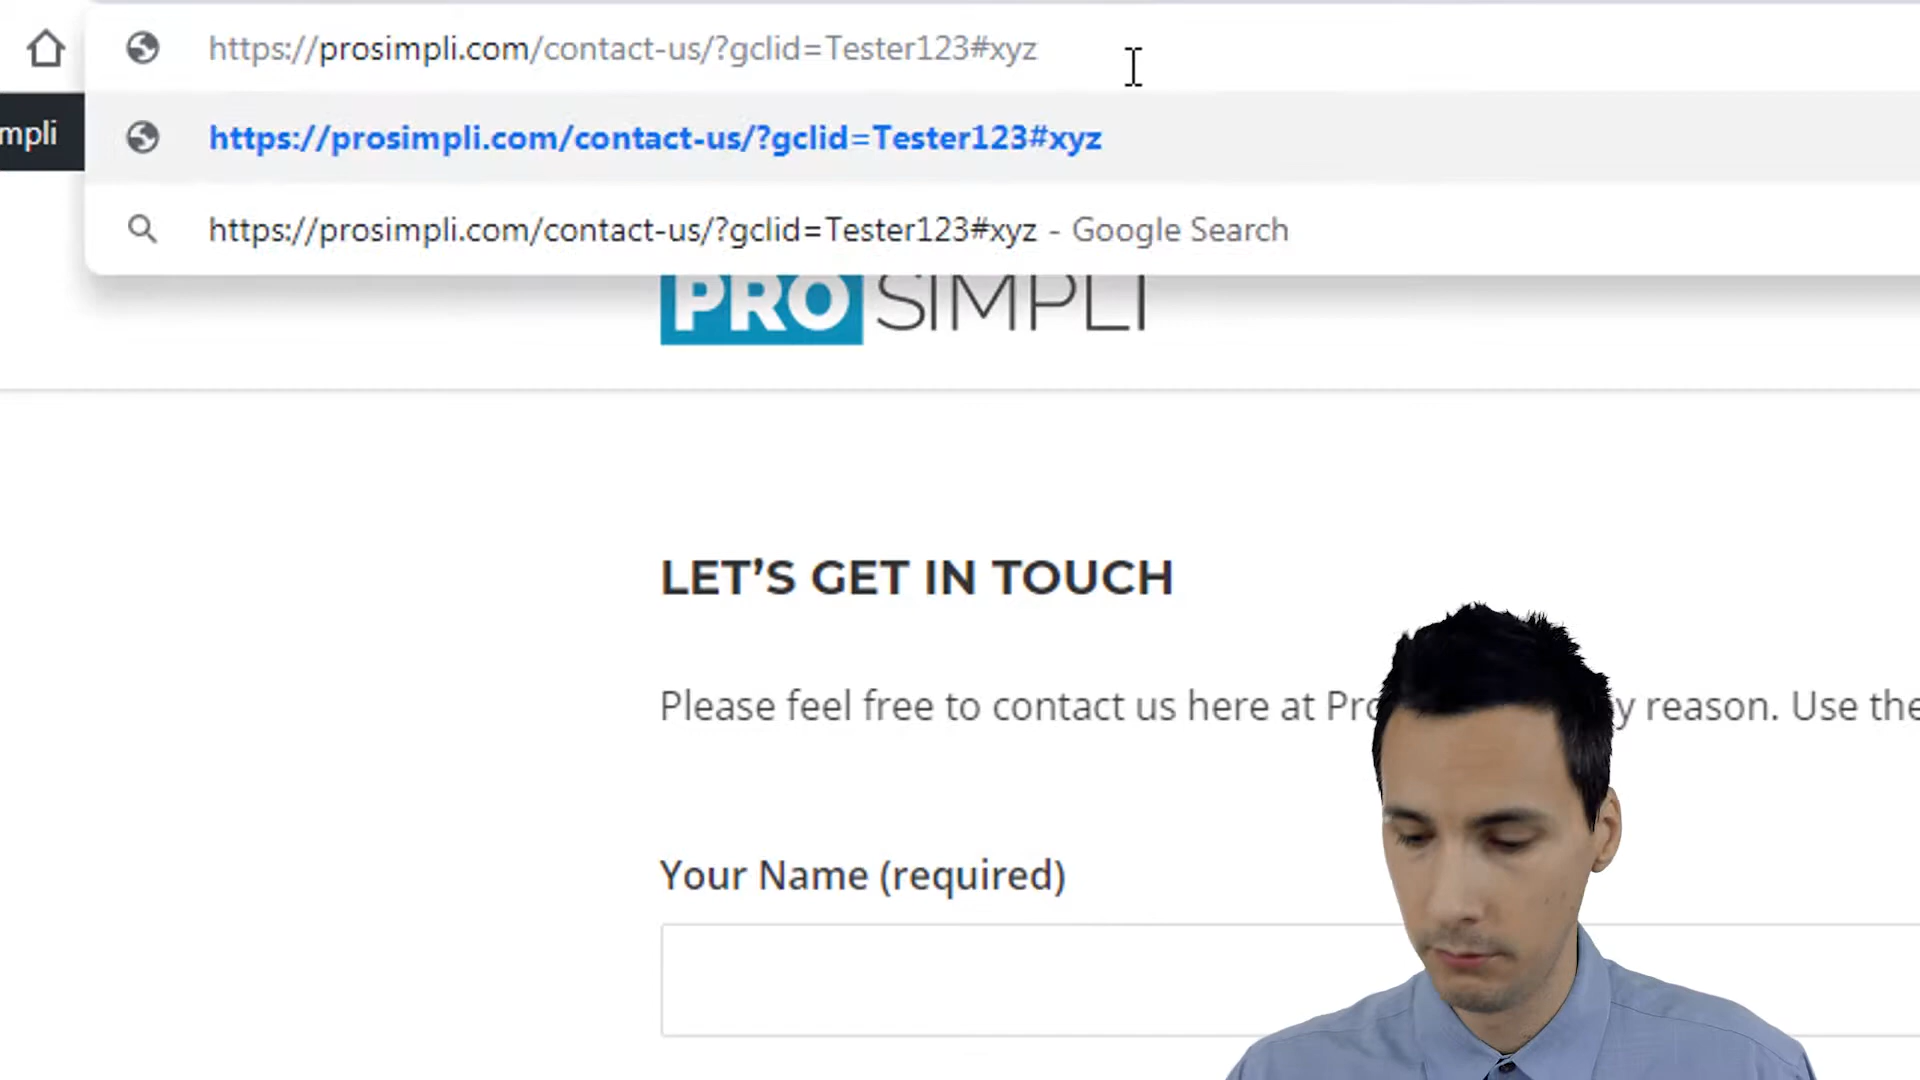 https://prosimpli.com/contact-us/?gclid=Tester123#xyz
mpli
https://prosimpli.com/contact-us/?gclid=Tester123#xyz
https://prosimpli.com/contact-us/?gclid=Tester123#xyz - Google Search
PROSIMPLI
LET’S GET IN TOUCH
Please feel free to contact us here at Pro y reason. Use the
Your Name (required)